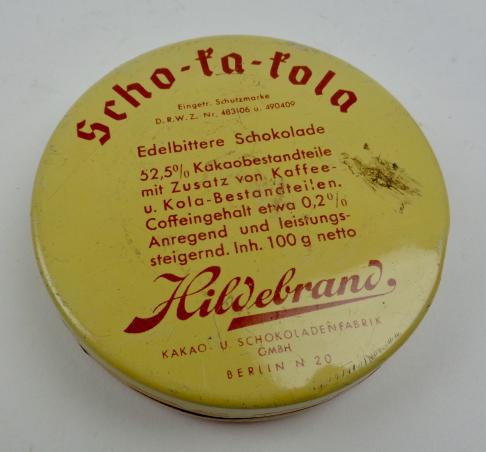 Scho-ka-kola
Eingetr. Schutzmarke
D.R.W.Z. Nr. 483106 u. 490409
Edelbittere Schokolade
52,5% Kakaobestandteile
mit Zusatz von Kaffee-
u. Kola-Bestandteilen.
Coffeingehalt etwa 0,2%
Anregend und leistungs-
steigernd. Inh. 100 g netto
Hildebrand
KAKAO- U. SCHOKOLADENFABRIK
GMBH
BERLIN N 20